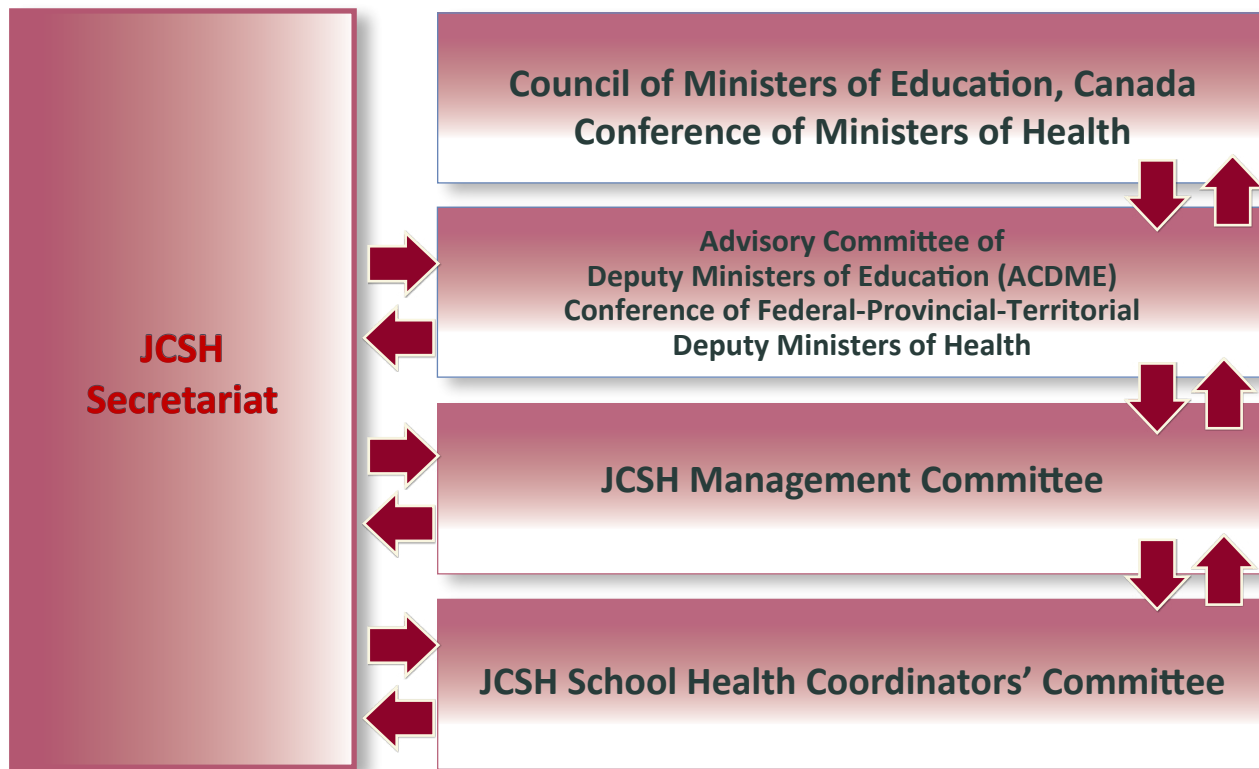 JCSH
Secretariat
Council of Ministers of Education, Canada
Conference of Ministers of Health
Advisory Committee of
Deputy Ministers of Education (ACDME)
Conference of Federal-Provincial-Territorial
Deputy Ministers of Health
JCSH Management Committee
JCSH School Health Coordinators’ Committee